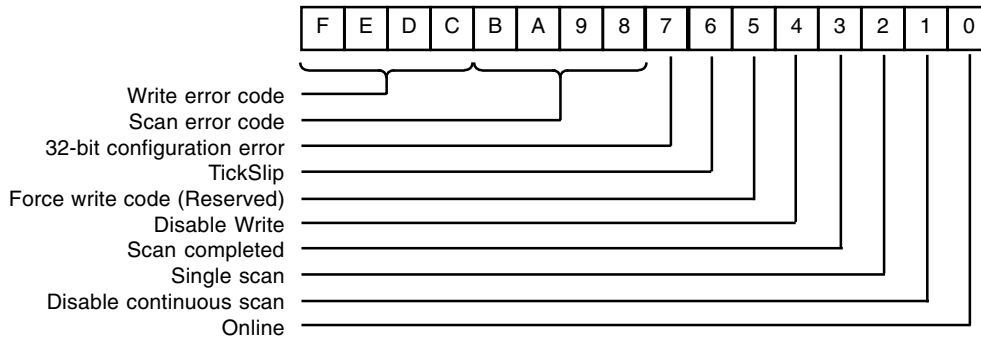 F E D C B A 9 8 7 6 5 4 3 2 1 0
Write error code
Scan error code
32-bit configuration error
TickSlip
Force write code (Reserved)
Disable Write
Scan completed
Single scan
Disable continuous scan
Online